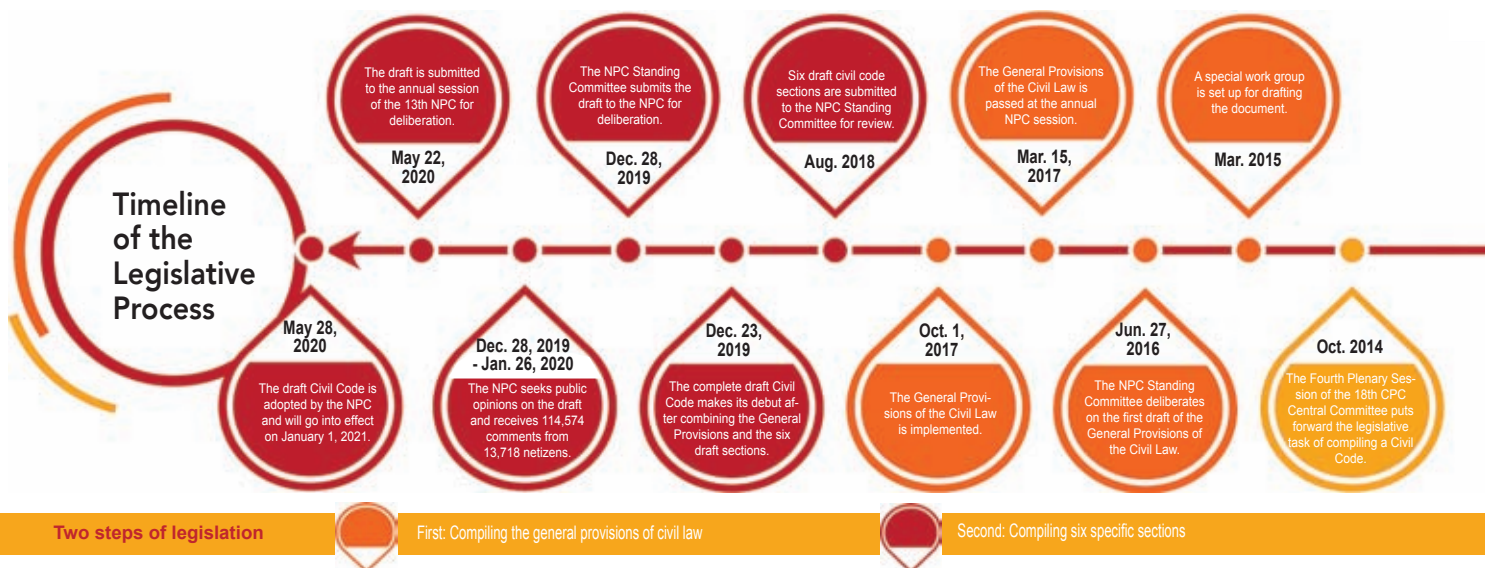 Timeline
of the
Legislative
Process
The draft is submitted
to the annual session
of the 13th NPC for
deliberation.
May 22,
2020
The NPC Standing
Committee submits the
draft to the NPC for
deliberation.
Dec. 28,
2019
Six draft civil code
sections are submitted
to the NPC Standing
Committee for review.
Aug. 2018
The General Provisions
of the Civil Law is
passed at the annual
NPC session.
Mar. 15,
2017
A special work group
is set up for drafting
the document.
Mar. 2015
May 28,
2020
The draft Civil Code is
adopted by the NPC
and will go into effect
on January 1, 2021.
Dec. 28, 2019
- Jan. 26, 2020
The NPC seeks public
opinions on the draft
and receives 114,574
comments from
13,718 netizens.
Dec. 23,
2019
The complete draft Civil
Code makes its debut af-
ter combining the General
Provisions and the six
draft sections.
Oct. 1,
2017
The General Provi-
sions of the Civil Law
is implemented.
Jun. 27,
2016
The NPC Standing
Committee deliberates
on the first draft of the
General Provisions of
the Civil Law.
Oct. 2014
The Fourth Plenary Ses-
sion of the 18th CPC
Central Committee puts
forward the legislative
task of compiling a Civil
Code.
Two steps of legislation
First: Compiling the general provisions of civil law
Second: Compiling six specific sections